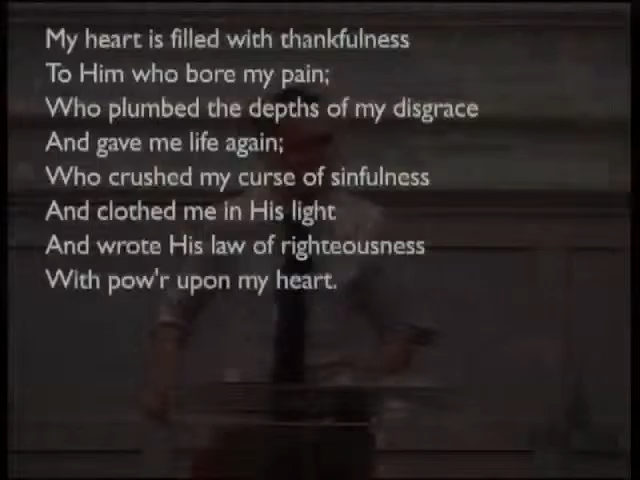 My heart is filled with thankfulness
To Him who bore my pain;
Who plumbed the depths of my disgrace
And gave me life again;
Who crushed my curse of sinfulness
And clothed me in His light
And wrote His law of righteousness
With pow'r upon my heart.